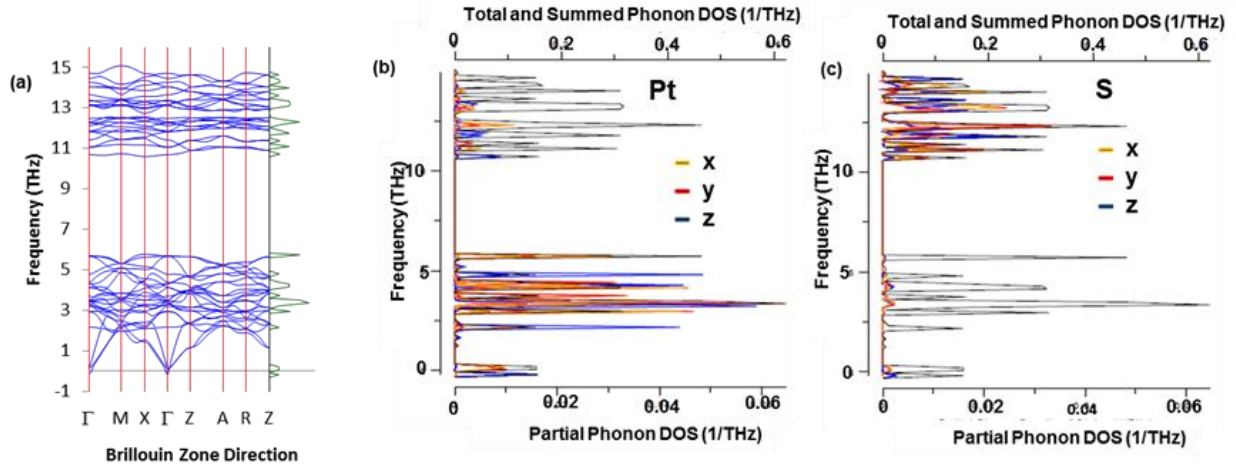 (a)
15
13
11
9
7
5
3
1
-1
Frequency (THz)
Γ M X Γ Z A R Z
Brillouin Zone Direction
Total and Summed Phonon DOS (1/THz)
0 0.2 0.4 0.6
(b)
Pt
x
y
z
10
5
0
Frequency (THz)
0 0.02 0.04 0.06
Partial Phonon DOS (1/THz)
Total and Summed Phonon DOS (1/THz)
0 0.2 0.4 0.6
(c)
S
x
y
z
10
5
0
Frequency (THz)
0 0.02 0.04 0.06
Partial Phonon DOS (1/THz)